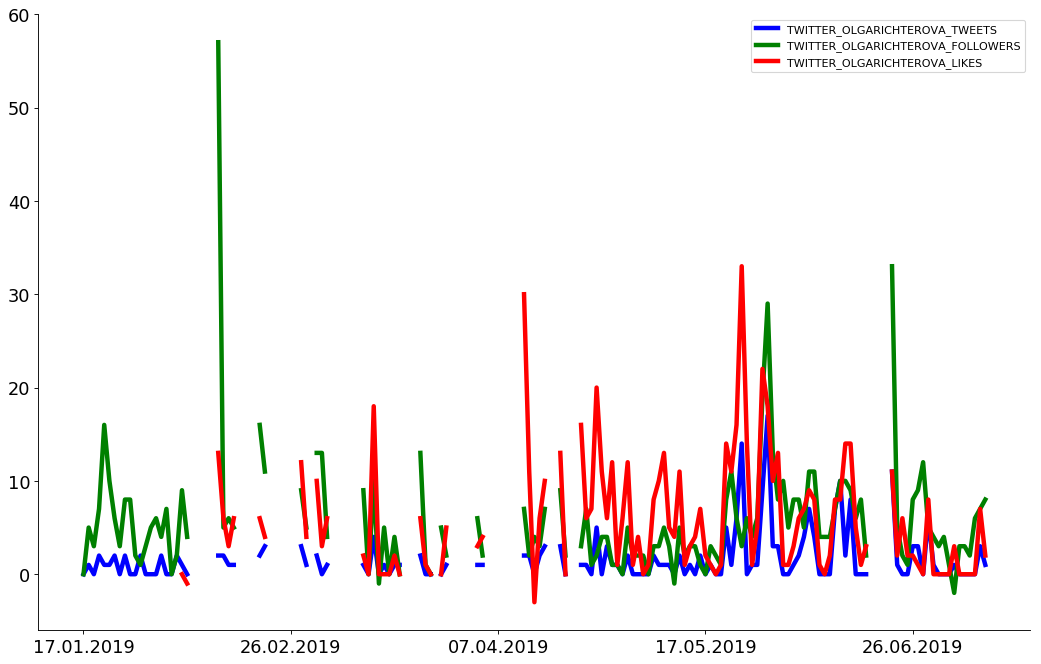 60
TWITTER_OLGARICHTEROVA_TWEETS
TWITTER_OLGARICHTEROVA_FOLLOWERS
TWITTER_OLGARICHTEROVA_LIKES
50
40
30
20
10
0
17.01.2019 26.02.2019 07.04.2019 17.05.2019 26.06.2019